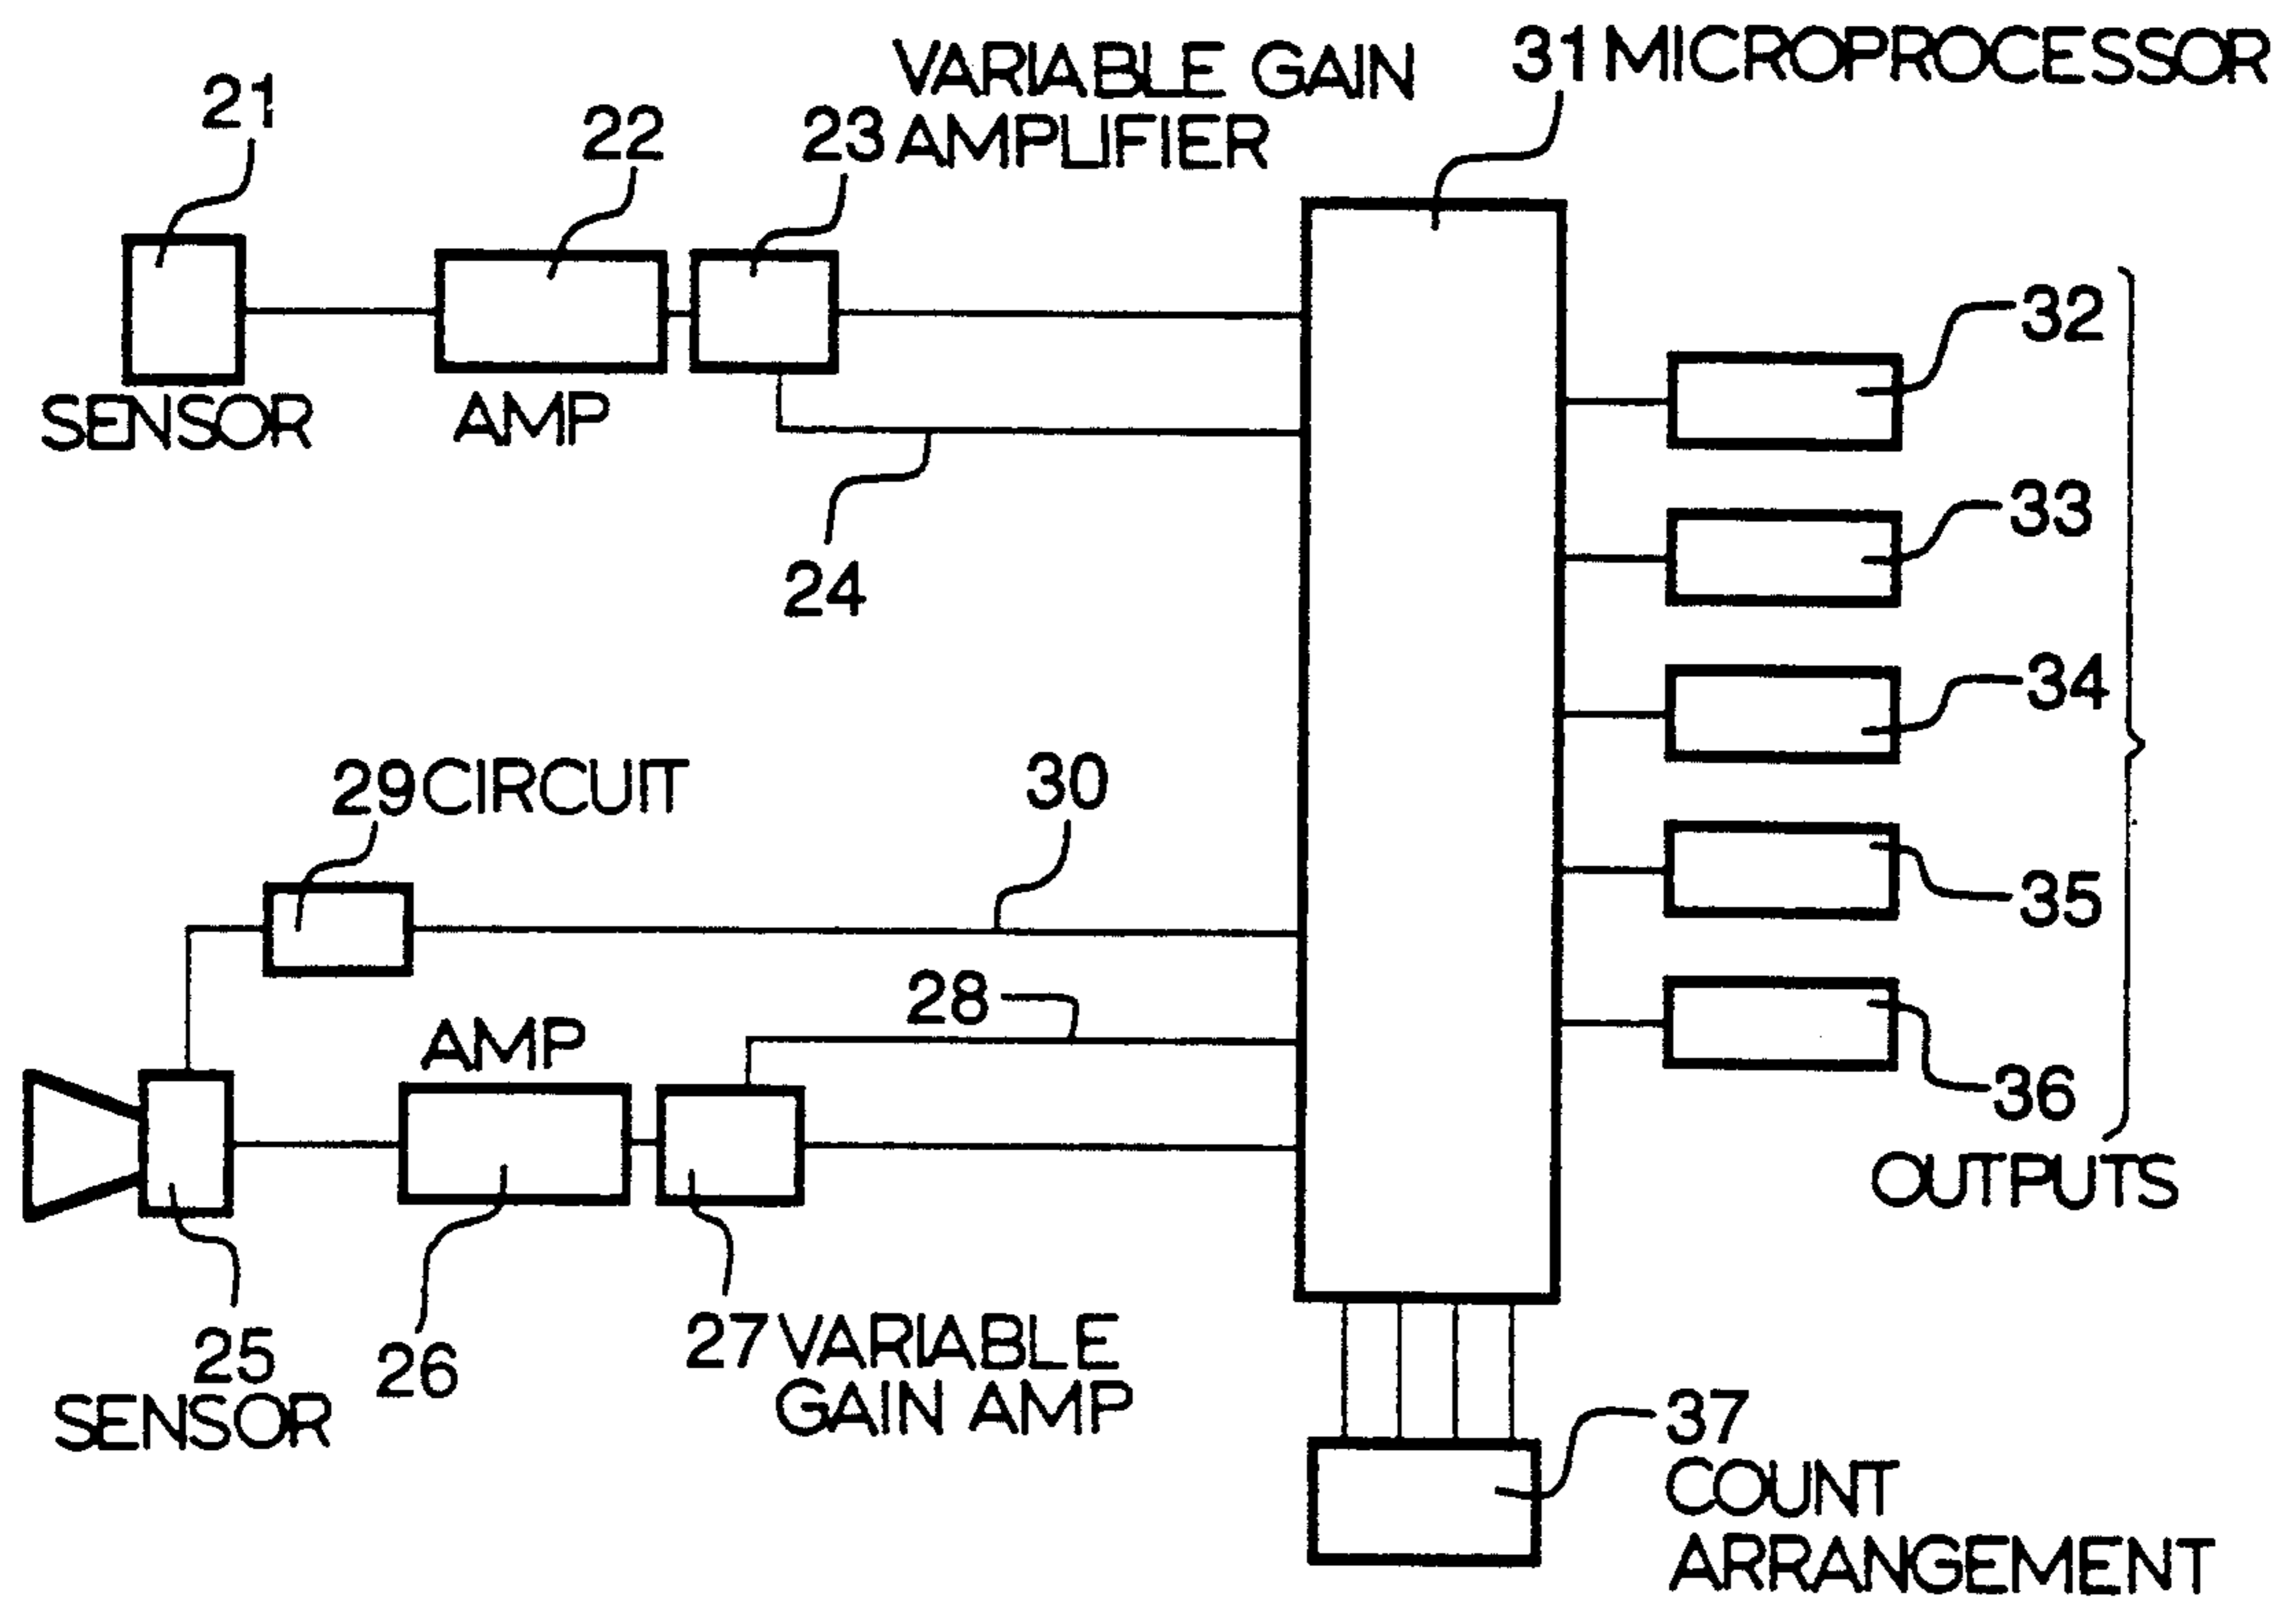 21
22
VARIABLE GAIN
23 AMPLIFIER
31 MICROPROCESSOR
SENSOR
AMP
24
32
33
34
35
36
OUTPUTS
29 CIRCUIT
30
28
AMP
25
SENSOR
26
27 VARIABLE
GAIN AMP
37
COUNT
ARRANGEMENT